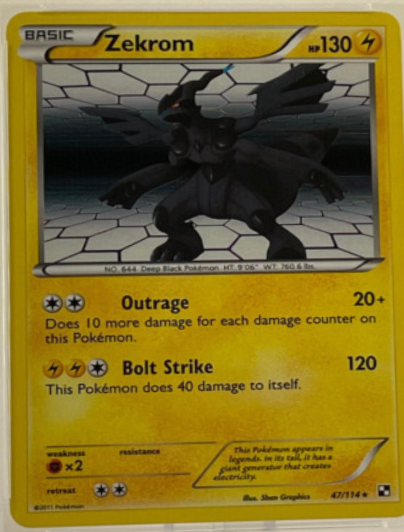 BASIC
Zekrom
HP130
NO. 644 Deep Black Pokémon HT: 9'06" WT: 760.6 lbs.
Outrage 20+
Does 10 more damage for each damage counter on
this Pokémon.
Bolt Strike 120
This Pokémon does 40 damage to itself.
weakness resistance
×2
retreat
This Pokémon appears in
legends. In its tail, it has a
giant generator that creates
electricity.
Illus. Shen Graphics 47/114
©2011 Pokémon